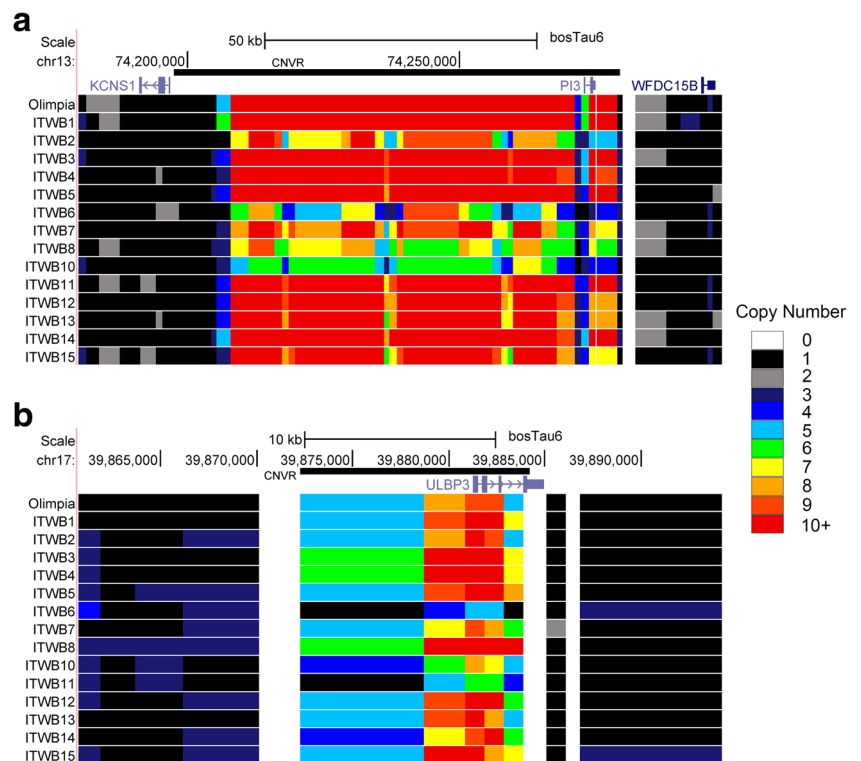 a
Scale 50 kb bosTau6
chr13: 74,200,000 CNVR 74,250,000
KCNS1 PI3 WFDC15B
Olimpia
ITWB1
ITWB2
ITWB3
ITWB4
ITWB5
ITWB6
ITWB7
ITWB8
ITWB10
ITWB11
ITWB12
ITWB13
ITWB14
ITWB15
Copy Number
0
1
2
3
4
5
6
7
8
9
10+
b
Scale 10 kb bosTau6
chr17: 39,865,000 39,870,000 39,875,000 39,880,000 39,885,000 39,890,000
CNVR
ULBP3
Olimpia
ITWB1
ITWB2
ITWB3
ITWB4
ITWB5
ITWB6
ITWB7
ITWB8
ITWB10
ITWB11
ITWB12
ITWB13
ITWB14
ITWB15